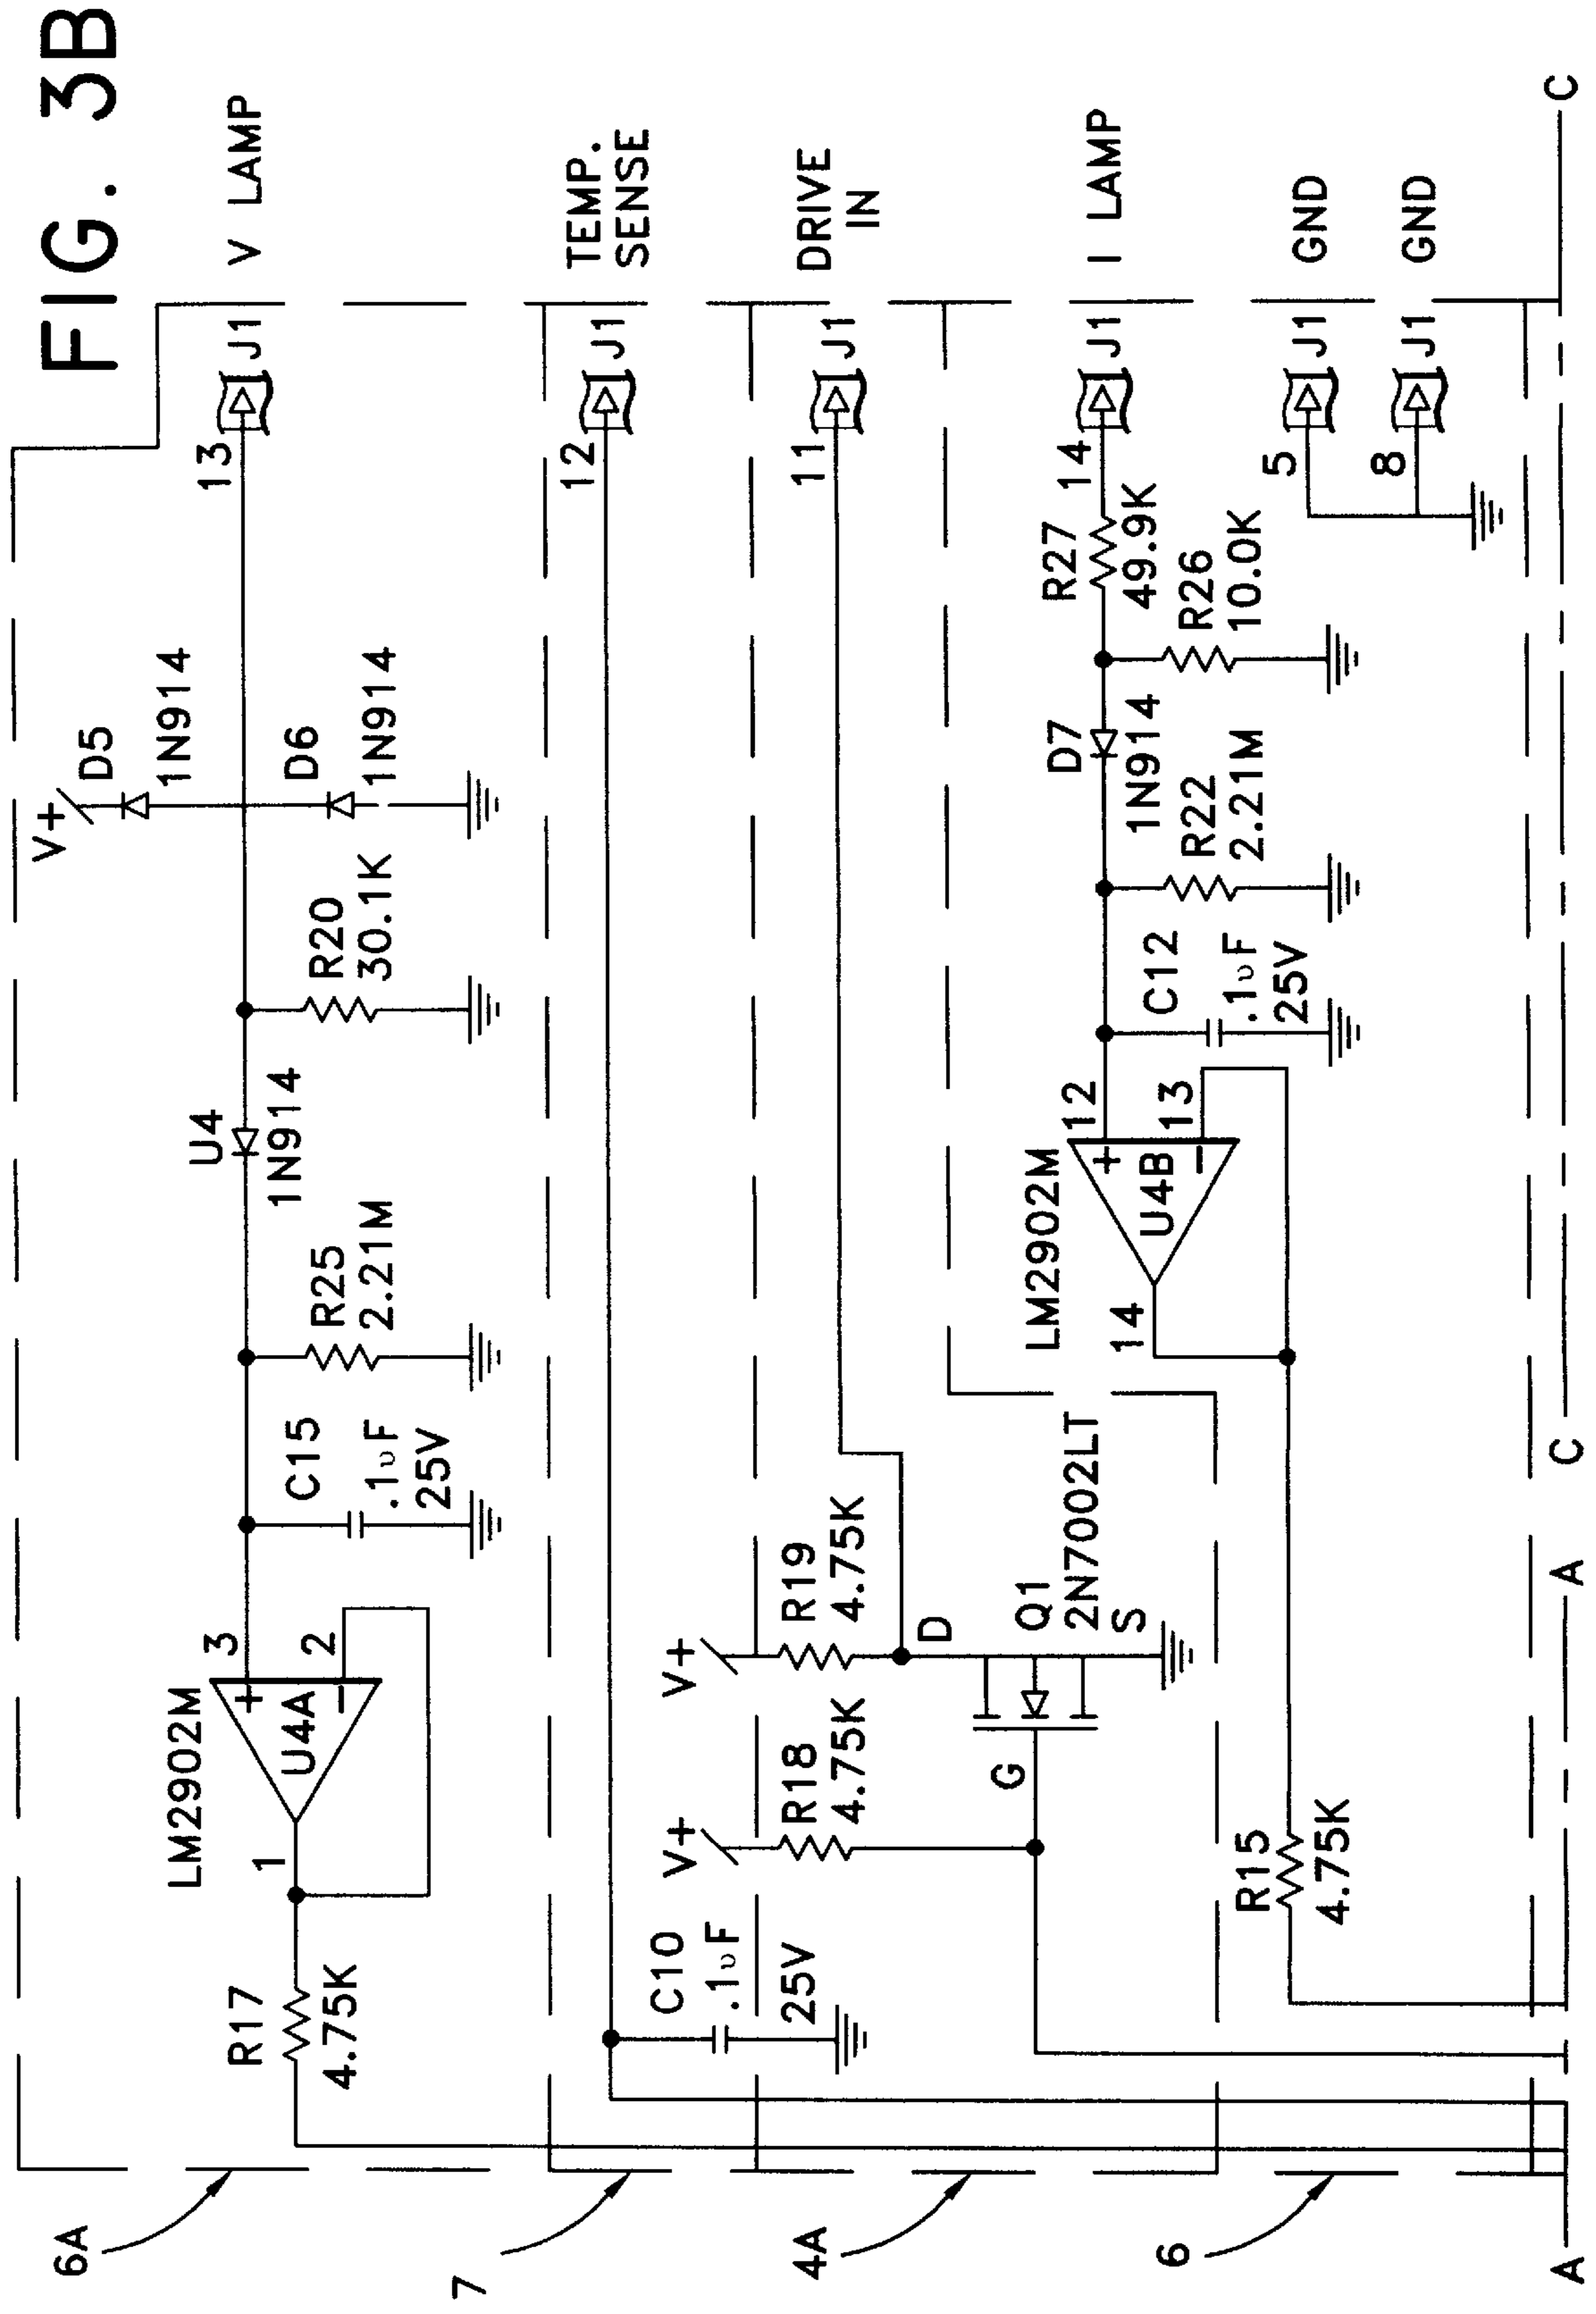 FIG. 3B
V LAMP
13
J1
V+
D5
1N914
D6
1N914
R20
30.1K
U4
1N914
R25
2.21M
C15
.1υF
25V
LM2902M
3
2
+
−
U4A
1
R17
4.75K
6A
TEMP.
SENSE
12
J1
C10
.1υF
25V
7
DRIVE
IN
11
J1
V+
R19
4.75K
V+
R18
4.75K
D
G
S
Q1
2N7002LT
4A
I LAMP
14
J1
R27
49.9K
R26
10.0K
D7
1N914
R22
2.21M
C12
.1υF
25V
LM2902M
12
13
+
−
U4B
14
R15
4.75K
6
GND
5
J1
GND
8
J1
A
A
C
C